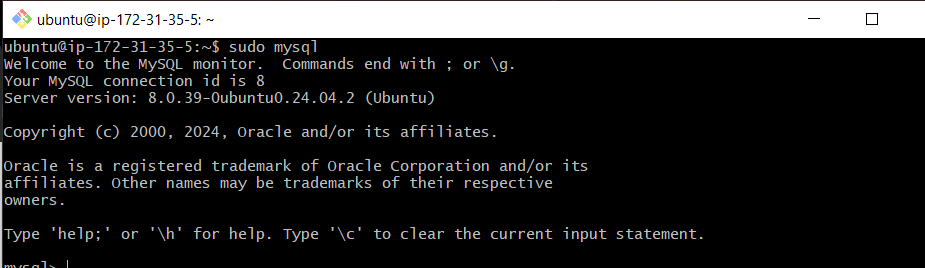 ubuntu@ip-172-31-35-5: ~
ubuntu@ip-172-31-35-5:~$ sudo mysql
Welcome to the MySQL monitor.  Commands end with ; or \g.
Your MySQL connection id is 8
Server version: 8.0.39-0ubuntu0.24.04.2 (Ubuntu)
Copyright (c) 2000, 2024, Oracle and/or its affiliates.
Oracle is a registered trademark of Oracle Corporation and/or its
affiliates. Other names may be trademarks of their respective
owners.
Type 'help;' or '\h' for help. Type '\c' to clear the current input statement.
mysql>